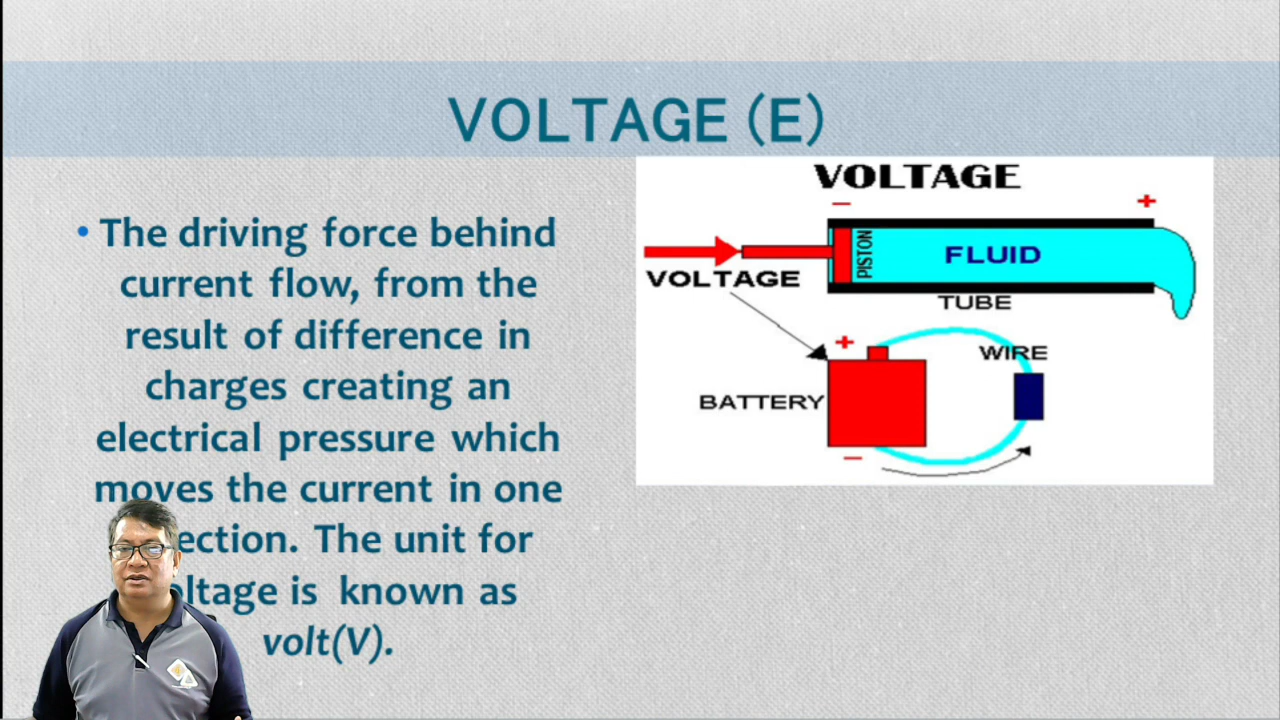 VOLTAGE (E)
• The driving force behind
current flow, from the
result of difference in
charges creating an
electrical pressure which
moves the current in one
ection. The unit for
ltage is known as
volt(V).
VOLTAGE
− +
PISTON
FLUID
VOLTAGE
TUBE
+
WIRE
BATTERY
−